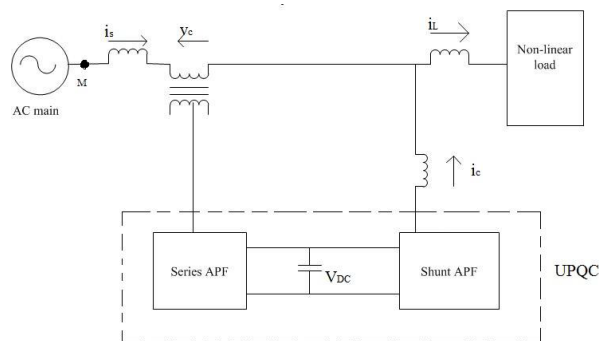 is
yc
iL
Non-linear
load
M
AC main
ic
Series APF
VDC
Shunt APF
UPQC